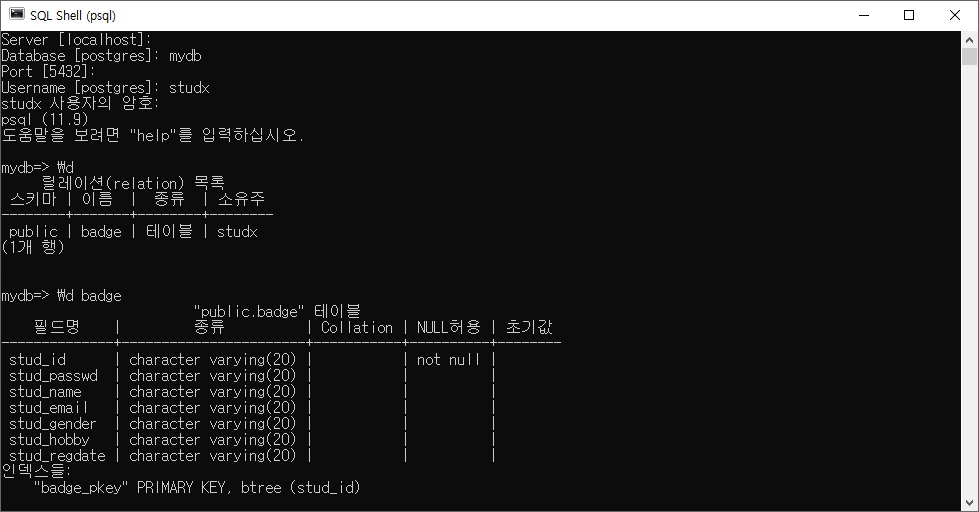 SQL Shell (psql)
Server [localhost]:
Database [postgres]: mydb
Port [5432]:
Username [postgres]: studx
studx 사용자의 암호:
psql (11.9)
도움말을 보려면 "help"를 입력하십시오.
mydb=> ₩d
릴레이션(relation) 목록
스키마 | 이름 | 종류 | 소유주
--------+-------+--------+--------
public | badge | 테이블 | studx
(1개 행)
mydb=> ₩d badge
"public.badge" 테이블
필드명 | 종류 | Collation | NULL허용 | 초기값
--------------+-----------------------+-----------+----------+--------
stud_id | character varying(20) | | not null |
stud_passwd | character varying(20) | | |
stud_name | character varying(20) | | |
stud_email | character varying(20) | | |
stud_gender | character varying(20) | | |
stud_hobby | character varying(20) | | |
stud_regdate | character varying(20) | | |
인덱스들:
"badge_pkey" PRIMARY KEY, btree (stud_id)